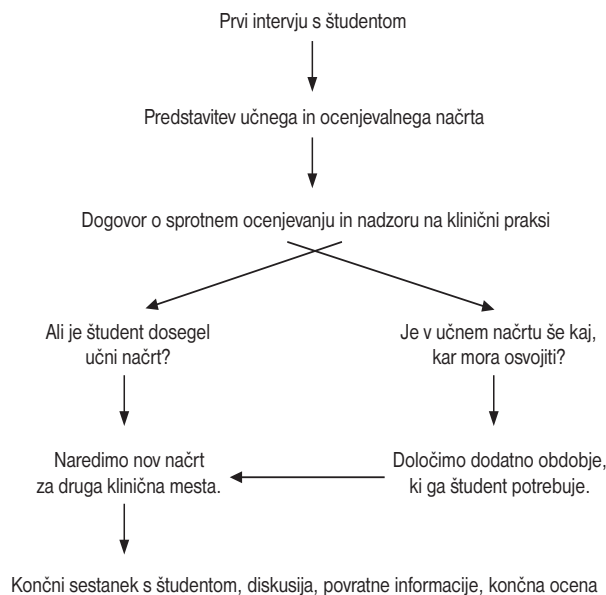 Prvi intervju s študentom
Predstavitev učnega in ocenjevalnega načrta
Dogovor o sprotnem ocenjevanju in nadzoru na klinični praksi
Ali je študent dosegel
učni načrt?
Je v učnem načrtu še kaj,
kar mora osvojiti?
Naredimo nov načrt
za druga klinična mesta.
Določimo dodatno obdobje,
ki ga študent potrebuje.
Končni sestanek s študentom, diskusija, povratne informacije, končna ocena